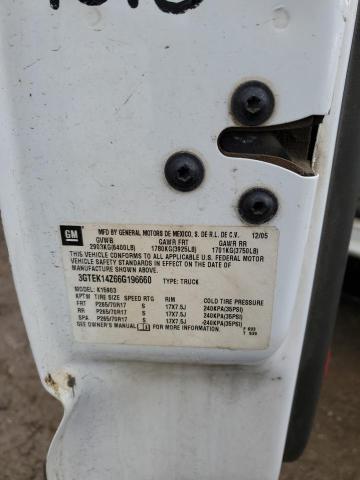 GM
MFD BY GENERAL MOTORS DE MEXICO, S. DE R.L. DE C.V. 12/05
GVWR GAWR FRT GAWR RR
2903KG(6400LB) 1780KG(3925LB) 1701KG(3750LB)
THIS VEHICLE CONFORMS TO ALL APPLICABLE U.S. FEDERAL MOTOR
VEHICLE SAFETY STANDARDS IN EFFECT ON THE DATE OF
MANUFACTURE SHOWN ABOVE.
3GTEK14Z66G196660 TYPE: TRUCK
MODEL: K15903
TIRE SIZE SPEED RTG RIM COLD TIRE PRESSURE
FRT P265/70R17 S 17X7.5J 240KPA(35PSI)
RR P265/70R17 S 17X7.5J 240KPA(35PSI)
SPA P265/70R17 S 17X7.5J 240KPA(35PSI)
SEE OWNER'S MANUAL FOR MORE INFORMATION.